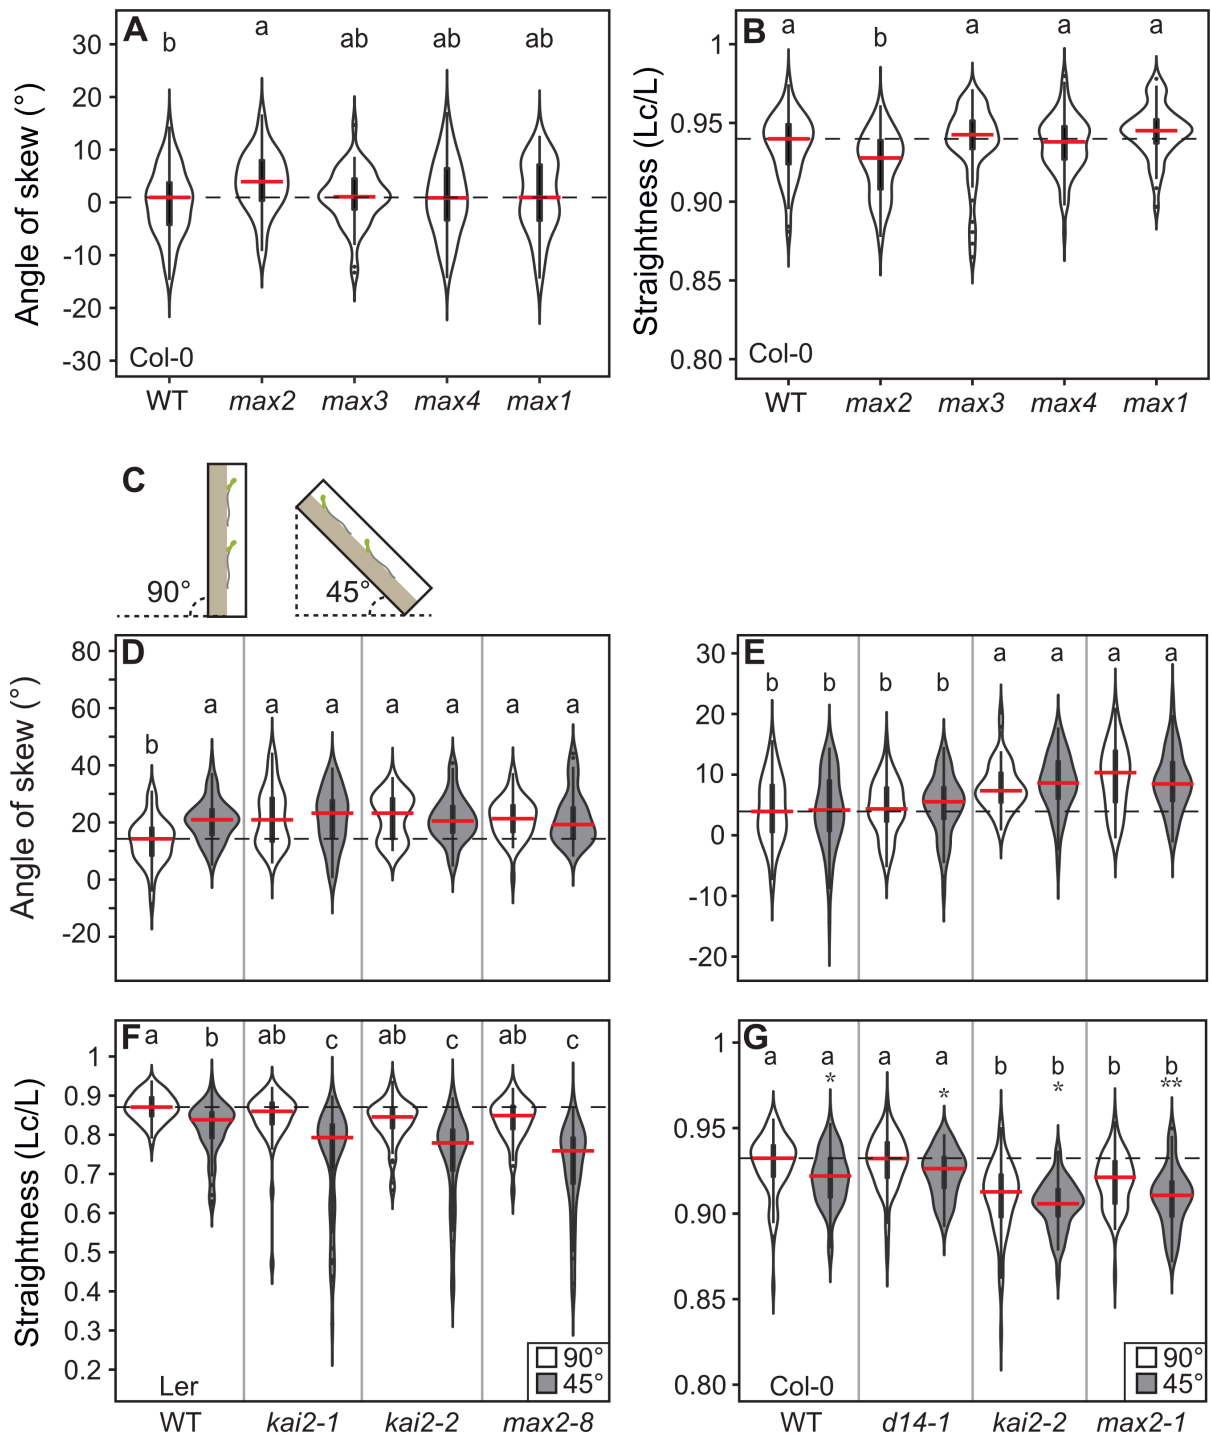 A
b a ab ab ab
30
20
10
0
-10
-20
-30
Angle of skew (°)
Col-0
WT max2 max3 max4 max1
B
a b a a a
1
0.95
0.90
0.85
0.80
Straightness (Lc/L)
Col-0
WT max2 max3 max4 max1
C
90°
45°
D
b a a a a a a a
80
60
40
20
0
-20
Angle of skew (°)
E
b b b b a a a a
30
20
10
0
-10
-20
F
a b ab c ab c ab c
1
0.9
0.8
0.7
0.6
0.5
0.4
0.3
0.2
Straightness (Lc/L)
90°
45°
Ler
WT kai2-1 kai2-2 max2-8
G
a a a a b b b b
* * * **
1
0.95
0.90
0.85
0.80
90°
45°
Col-0
WT d14-1 kai2-2 max2-1